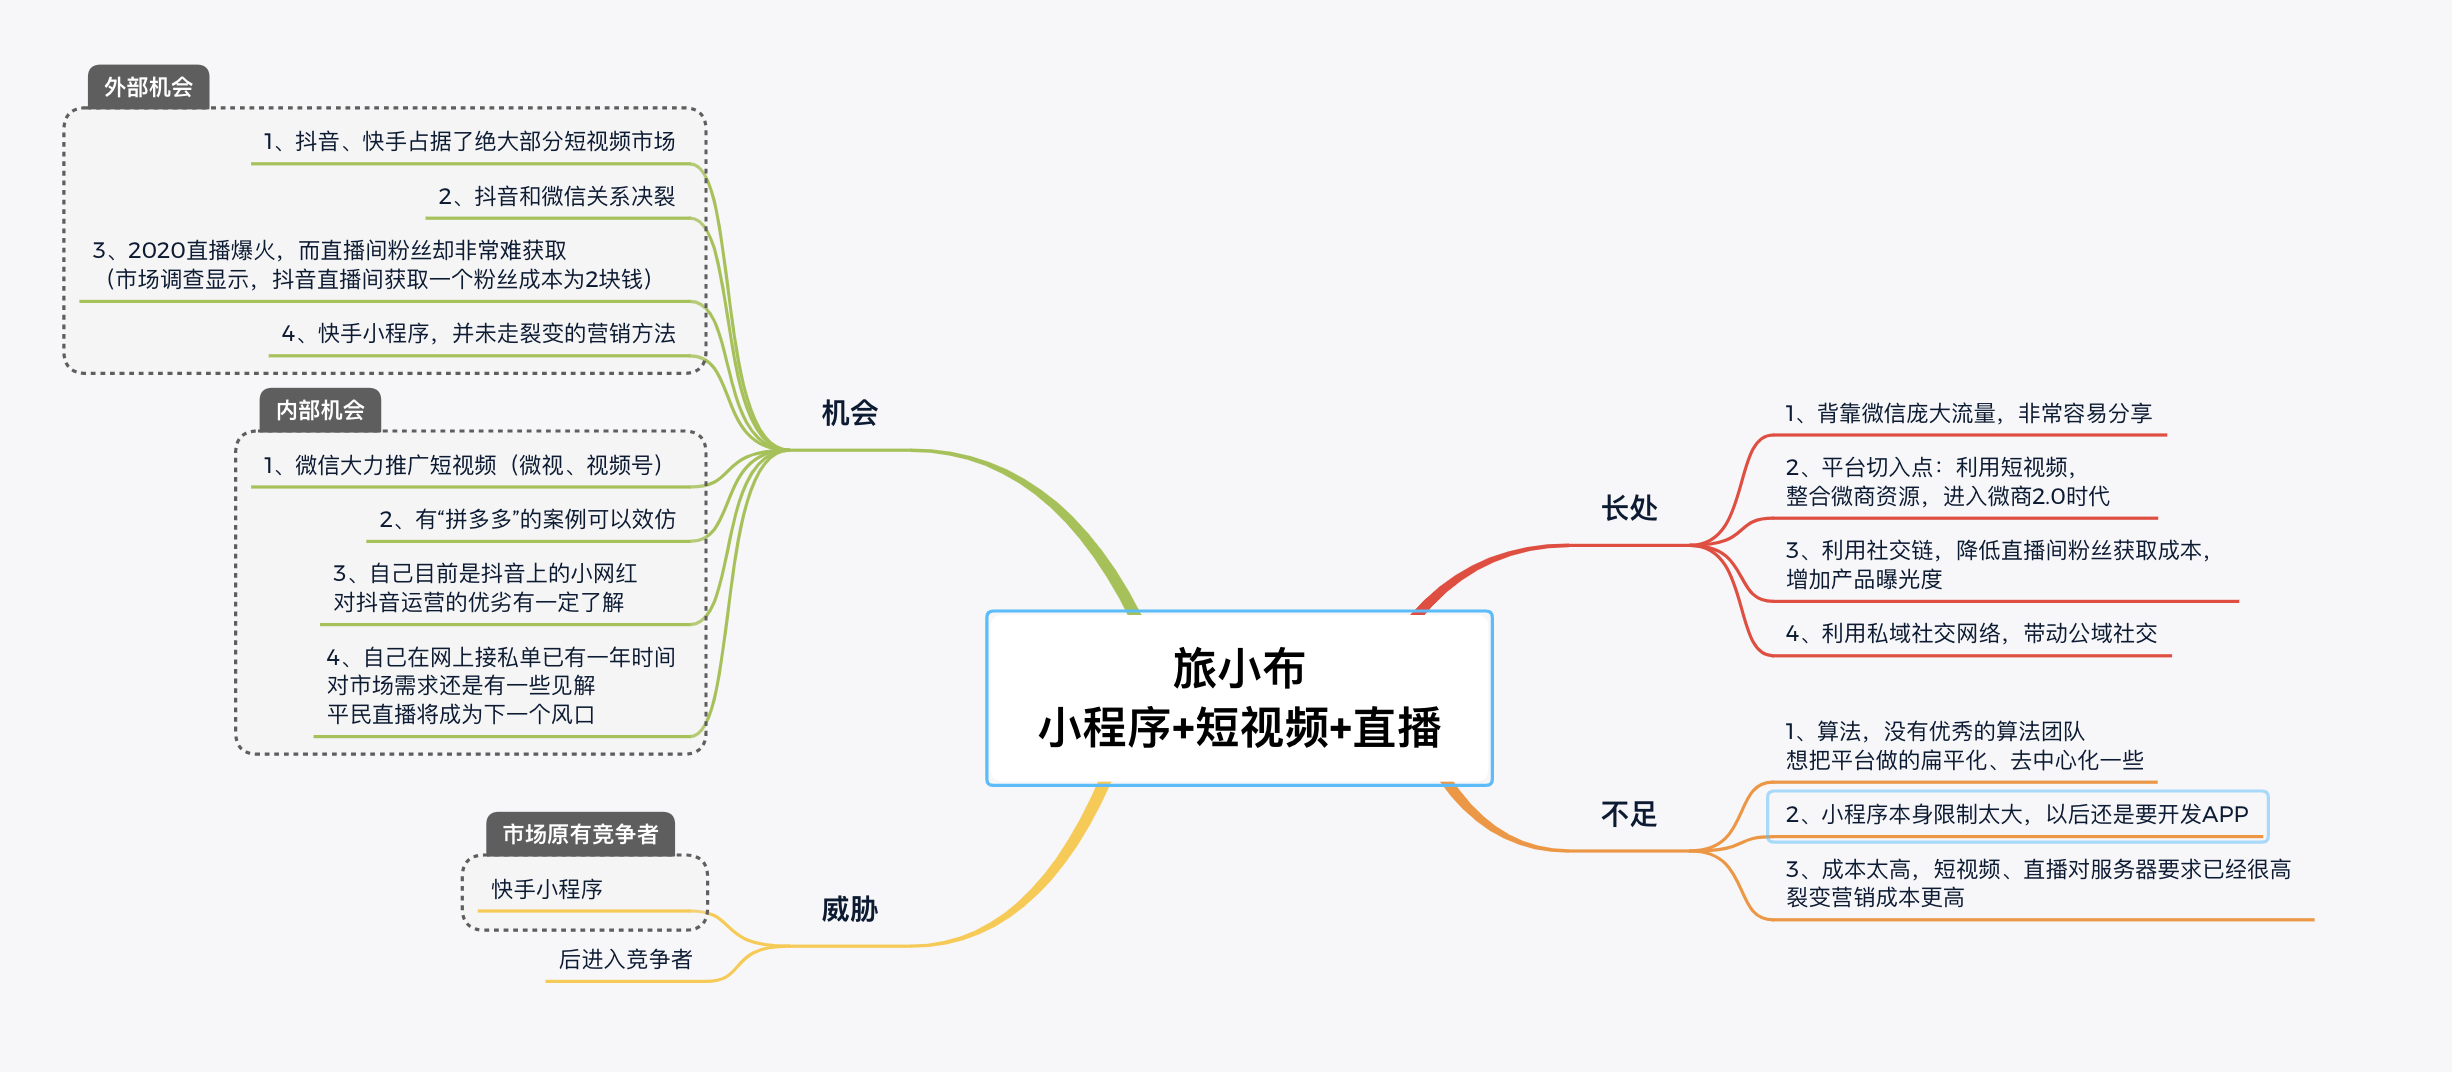 旅小布
小程序+短视频+直播
长处
1、背靠微信庞大流量，非常容易分享
2、平台切入点：利用短视频，
整合微商资源，进入微商2.0时代
3、利用社交链，降低直播间粉丝获取成本，
增加产品曝光度
4、利用私域社交网络，带动公域社交
不足
1、算法，没有优秀的算法团队
想把平台做的扁平化、去中心化一些
2、小程序本身限制太大，以后还是要开发APP
3、成本太高，短视频、直播对服务器要求已经很高
裂变营销成本更高
机会
外部机会
1、抖音、快手占据了绝大部分短视频市场
2、抖音和微信关系决裂
3、2020直播爆火，而直播间粉丝却非常难获取
（市场调查显示，抖音直播间获取一个粉丝成本为2块钱）
4、快手小程序，并未走裂变的营销方法
内部机会
1、微信大力推广短视频（微视、视频号）
2、有“拼多多”的案例可以效仿
3、自己目前是抖音上的小网红
对抖音运营的优劣有一定了解
4、自己在网上接私单已有一年时间
对市场需求还是有一些见解
平民直播将成为下一个风口
威胁
市场原有竞争者
快手小程序
后进入竞争者